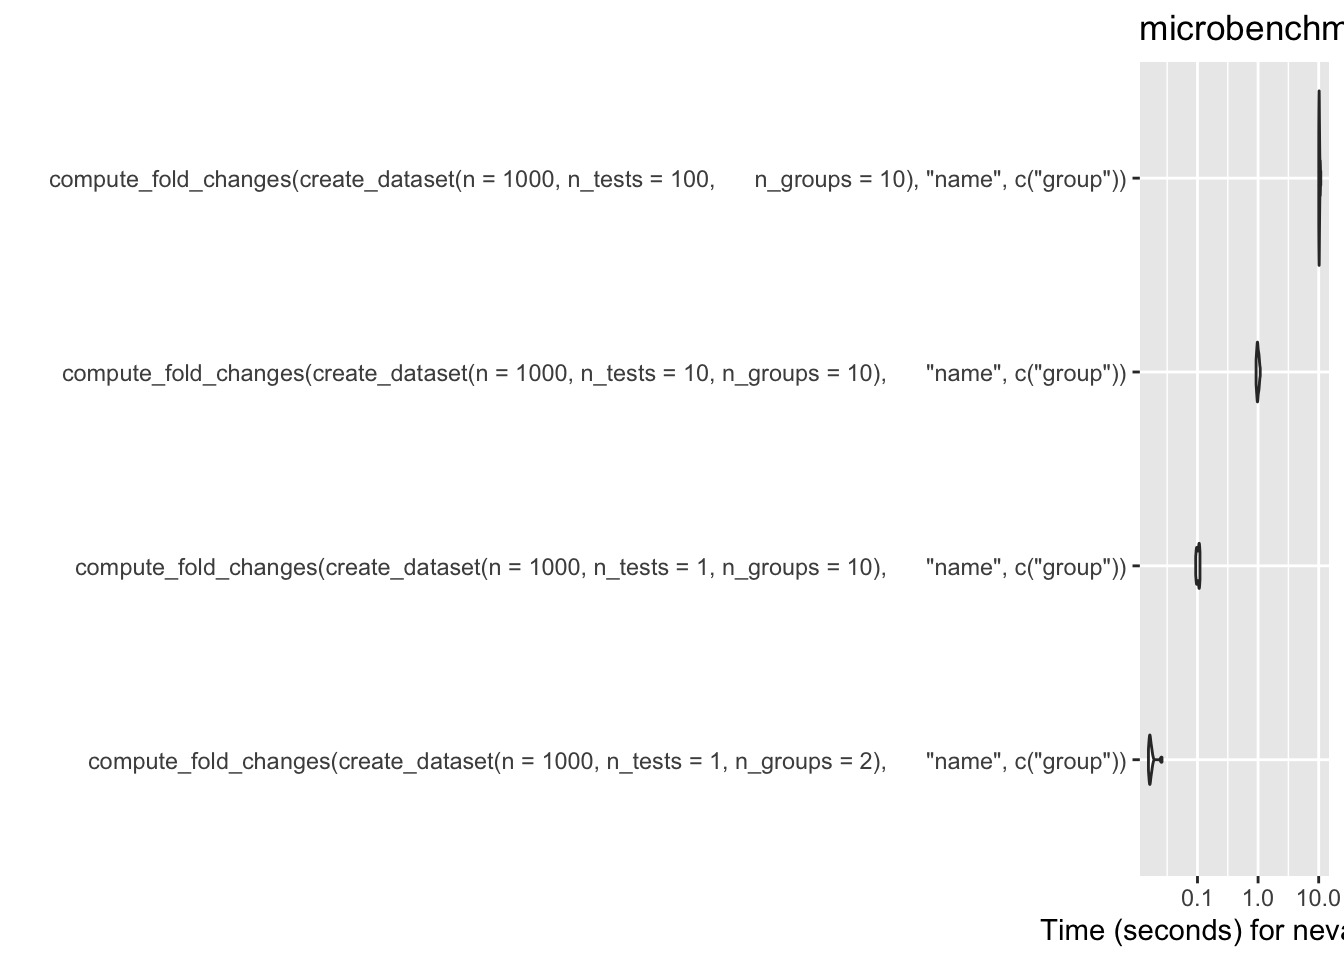 microbenchm
compute_fold_changes(create_dataset(n = 1000, n_tests = 100,      n_groups = 10), "name", c("group"))
compute_fold_changes(create_dataset(n = 1000, n_tests = 10, n_groups = 10),      "name", c("group"))
compute_fold_changes(create_dataset(n = 1000, n_tests = 1, n_groups = 10),      "name", c("group"))
compute_fold_changes(create_dataset(n = 1000, n_tests = 1, n_groups = 2),      "name", c("group"))
0.1 1.0 10.0
Time (seconds) for neva